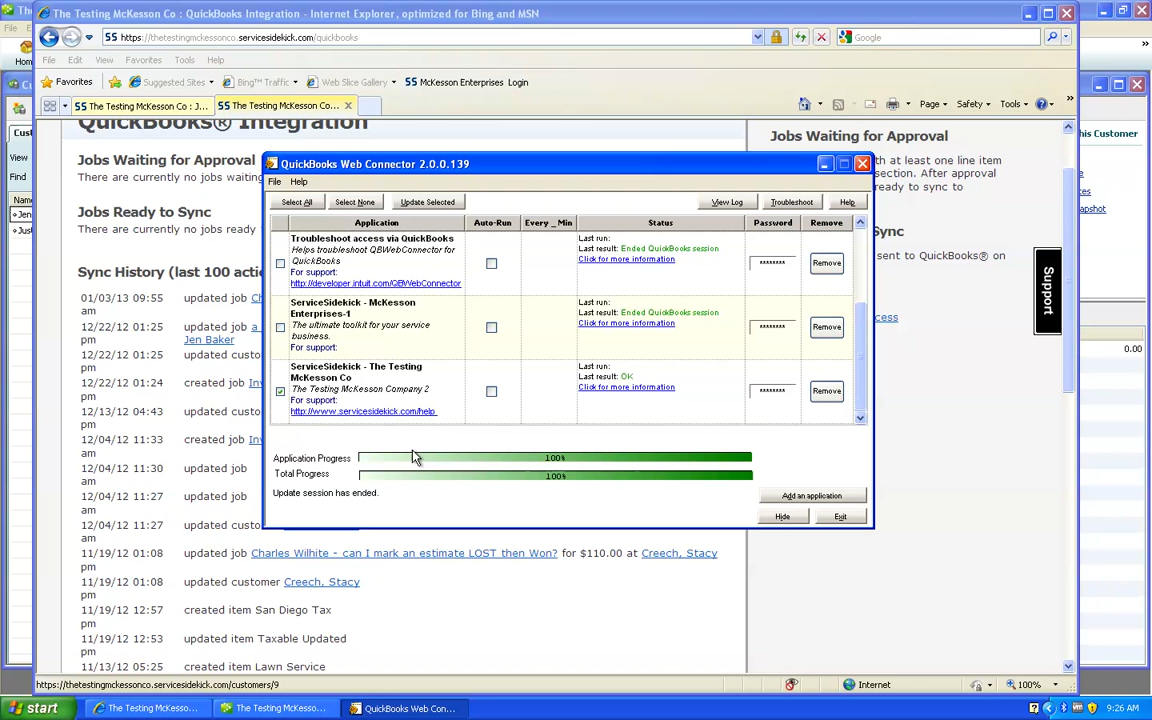 The Testing McKesson Co : QuickBooks Integration - Internet Explorer, optimized for Bing and MSN
https://thetestingmckessonco.servicesidekick.com/quickbooks
Google
File Edit View Favorites Tools Help
Hom
Favorites Suggested Sites Bing™ Traffic Web Slice Gallery McKesson Enterprises Login
The Testing McKesson Co : J... The Testing McKesson Co... Page Safety Tools
QuickBooks® Integration
Jobs Waiting for Approval
There are currently no jobs waiting
Jobs Ready to Sync
There are currently no jobs ready
Sync History (last 100 actio
01/03/13 09:55 am updated job Ch
12/22/12 01:25 pm updated job a
Jen Baker
12/22/12 01:25 pm updated custo
12/22/12 01:24 pm created job Inv
12/13/12 04:43 pm updated custo
12/04/12 11:33 am created job Inv
12/04/12 11:30 am updated job
12/04/12 11:27 am updated job
12/04/12 11:27 am updated custo
11/19/12 01:08 pm updated job Charles Wilhite - can I mark an estimate LOST then Won? for $110.00 at Creech, Stacy
11/19/12 01:08 pm updated customer Creech, Stacy
11/19/12 12:57 pm created item San Diego Tax
11/19/12 12:53 pm updated item Taxable Updated
11/13/12 05:25 created item Lawn Service
Jobs Waiting for Approval
th at least one line item
section. After approval
ready to sync to
Sync
sent to QuickBooks® on
cess
Support
his Customer
es
apshot
0.00
Cust
View
Find
Name
Jen
Jus
QuickBooks Web Connector 2.0.0.139
File Help
Select All Select None Update Selected View Log Troubleshoot Help
Application Auto-Run Every _ Min Status Password Remove
Troubleshoot access via QuickBooks
Helps troubleshoot QBWebConnector for
QuickBooks
For support:
http://developer.intuit.com/QBWebConnector
Last run:
Last result: Ended QuickBooks session
Click for more information
********
Remove
ServiceSidekick - McKesson
Enterprises-1
The ultimate toolkit for your service
business.
For support:
Last run:
Last result: Ended QuickBooks session
Click for more information
********
Remove
ServiceSidekick - The Testing
McKesson Co
The Testing McKesson Company 2
For support:
http://www.servicesidekick.com/help
Last run:
Last result: OK
Click for more information
********
Remove
Application Progress 100%
Total Progress 100%
Update session has ended.
Add an application
Hide Exit
https://thetestingmckessonco.servicesidekick.com/customers/9 Internet 100%
start The Testing McKesso... The Testing McKesso... QuickBooks Web Con... 9:26 AM